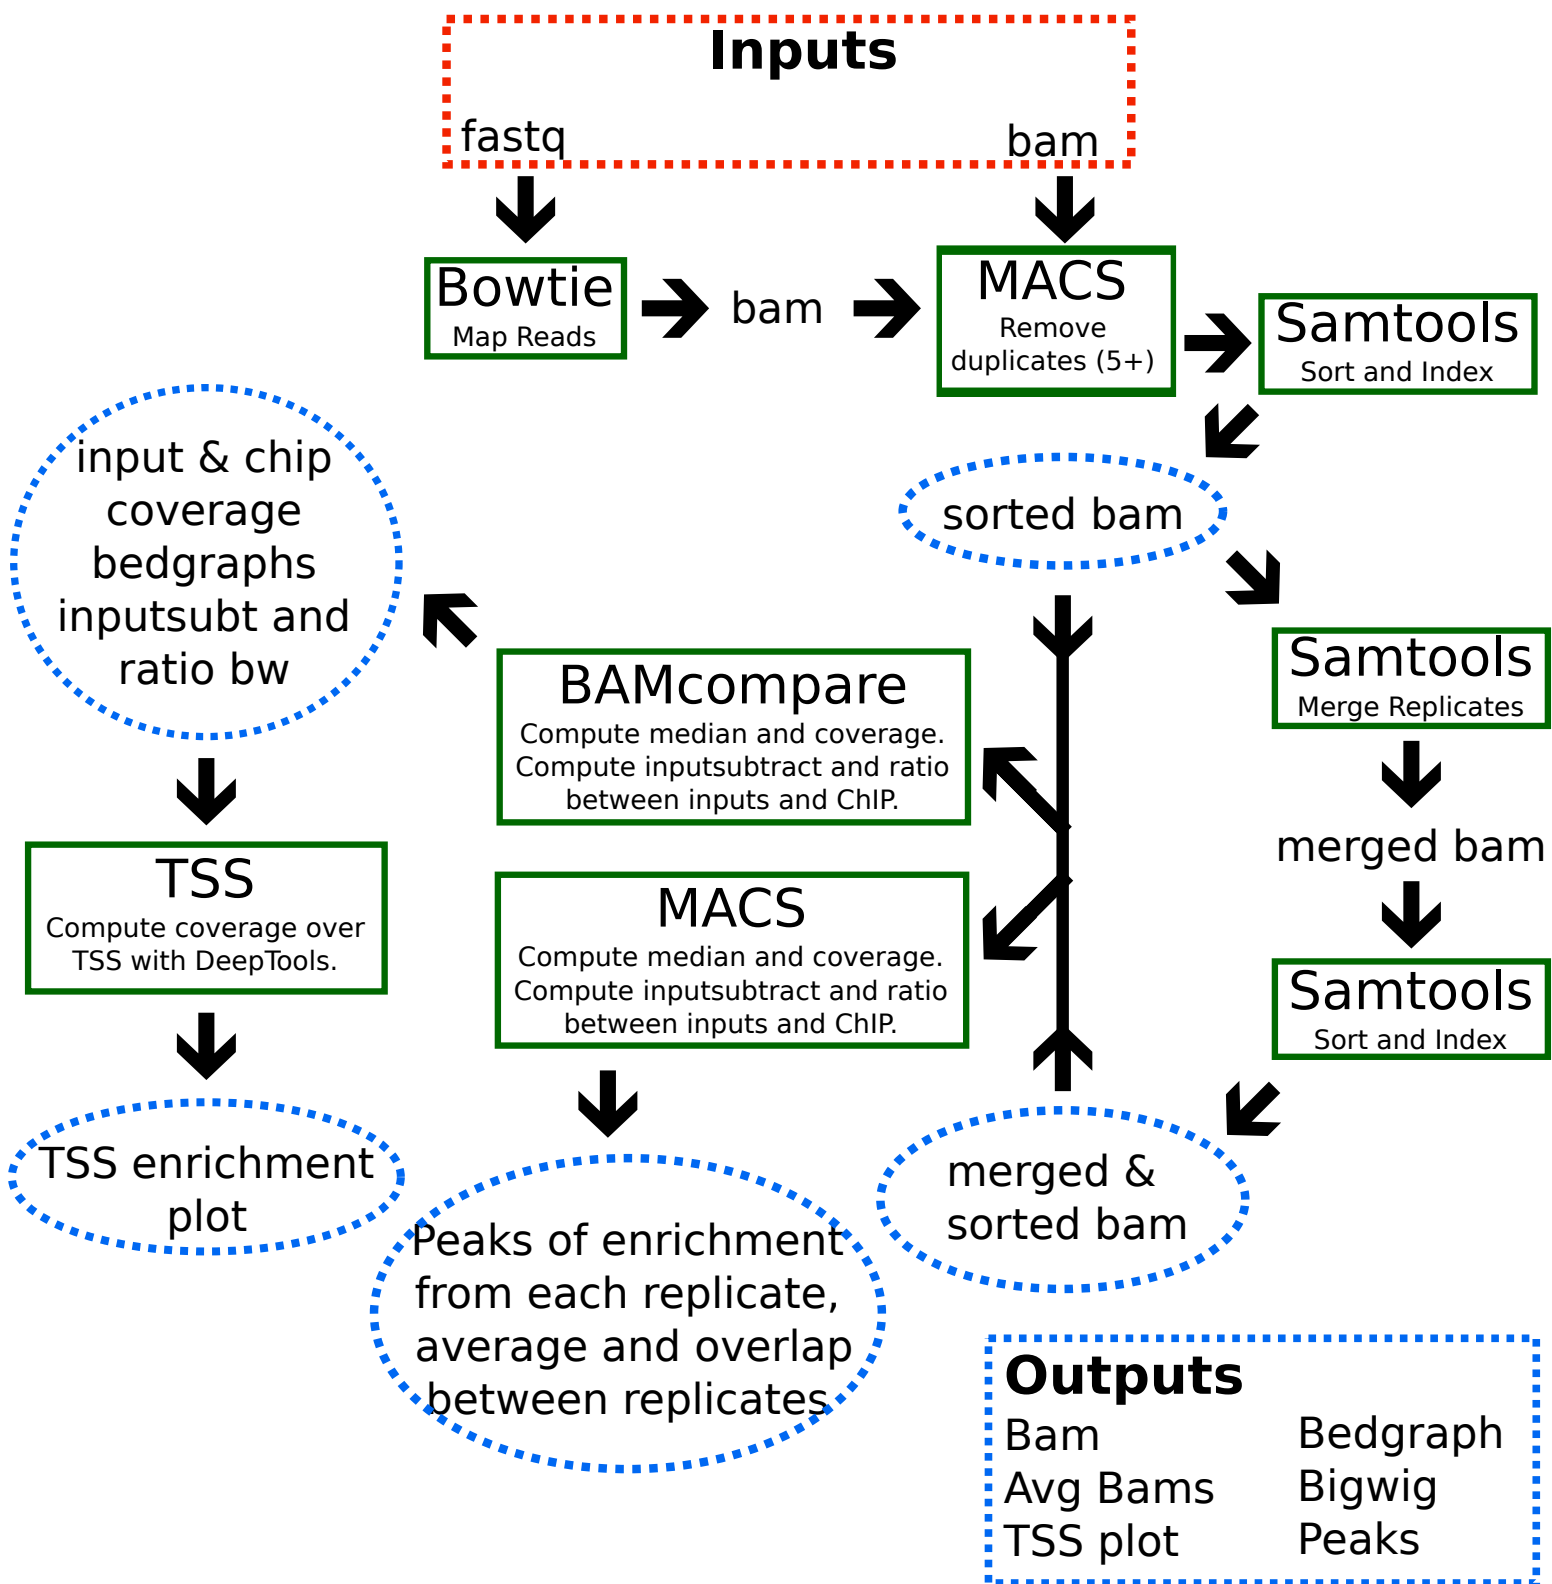 Inputs
fastq
bam
Bowtie
Map Reads
bam
MACS
Remove
duplicates (5+)
Samtools
Sort and Index
input & chip
coverage
bedgraphs
inputsubt and
ratio bw
sorted bam
Samtools
Merge Replicates
BAMcompare
Compute median and coverage.
Compute inputsubtract and ratio
between inputs and ChIP.
merged bam
TSS
Compute coverage over
TSS with DeepTools.
MACS
Compute median and coverage.
Compute inputsubtract and ratio
between inputs and ChIP.
Samtools
Sort and Index
TSS enrichment
plot
merged &
sorted bam
Peaks of enrichment
from each replicate,
average and overlap
between replicates
Outputs
Bam
Avg Bams
TSS plot
Bedgraph
Bigwig
Peaks